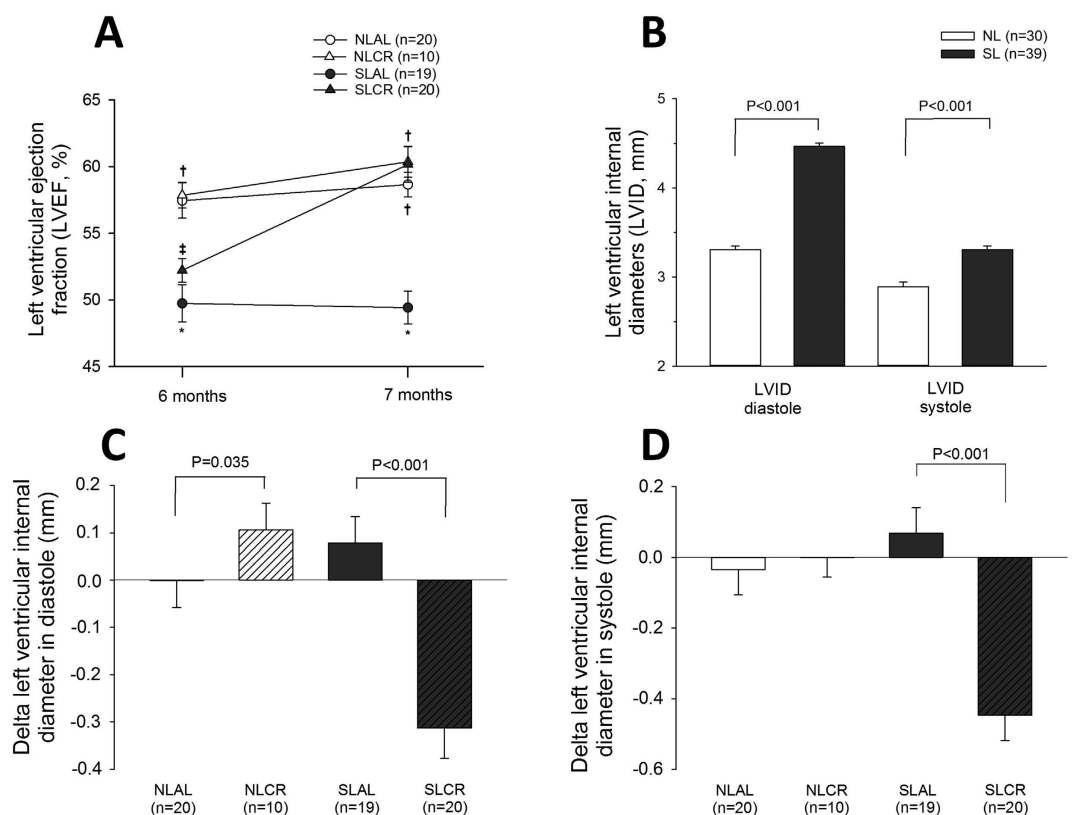 A
NLAL (n=20)
NLCR (n=10)
SLAL (n=19)
SLCR (n=20)
Left ventricular ejection
fraction (LVEF, %)
65
60
55
50
45
†
†
†
‡
*
*
6 months
7 months
B
NL (n=30)
SL (n=39)
Left ventricular internal
diameters (LVID, mm)
5
4
3
2
P<0.001
P<0.001
LVID
diastole
LVID
systole
C
Delta left ventricular internal
diameter in diastole (mm)
0.2
0.1
0.0
-0.1
-0.2
-0.3
-0.4
P=0.035
P<0.001
NLAL
(n=20)
NLCR
(n=10)
SLAL
(n=19)
SLCR
(n=20)
D
Delta left ventricular internal
diameter in systole (mm)
0.2
0.0
-0.2
-0.4
-0.6
P<0.001
NLAL
(n=20)
NLCR
(n=10)
SLAL
(n=19)
SLCR
(n=20)